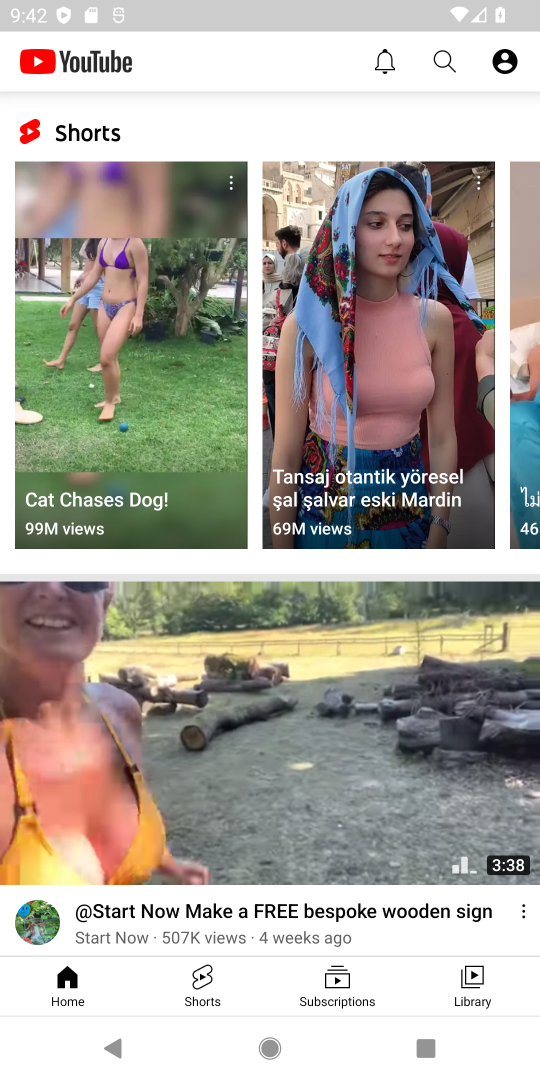 9:42
YouTube
Shorts
Cat Chases Dog!
99M views
Tansaj otantik yöresel
şal şalvar eski Mardin
69M views
ไม่
46
3:38
@Start Now Make a FREE bespoke wooden sign
Start Now · 507K views · 4 weeks ago
Home
Shorts
Subscriptions
Library